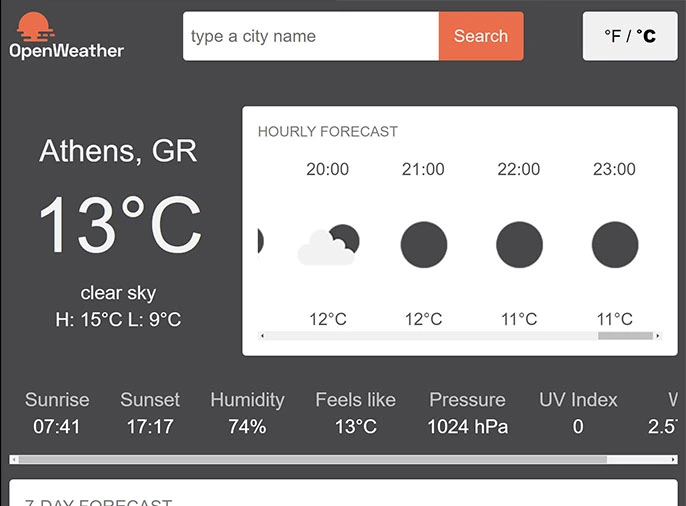 OpenWeather
type a city name
Search
°F / °C
Athens, GR
13°C
clear sky
H: 15°C L: 9°C
HOURLY FORECAST
20:00 21:00 22:00 23:00
12°C 12°C 11°C 11°C
Sunrise Sunset Humidity Feels like Pressure UV Index
07:41 17:17 74% 13°C 1024 hPa 0 2.5
7-DAY FORECAST